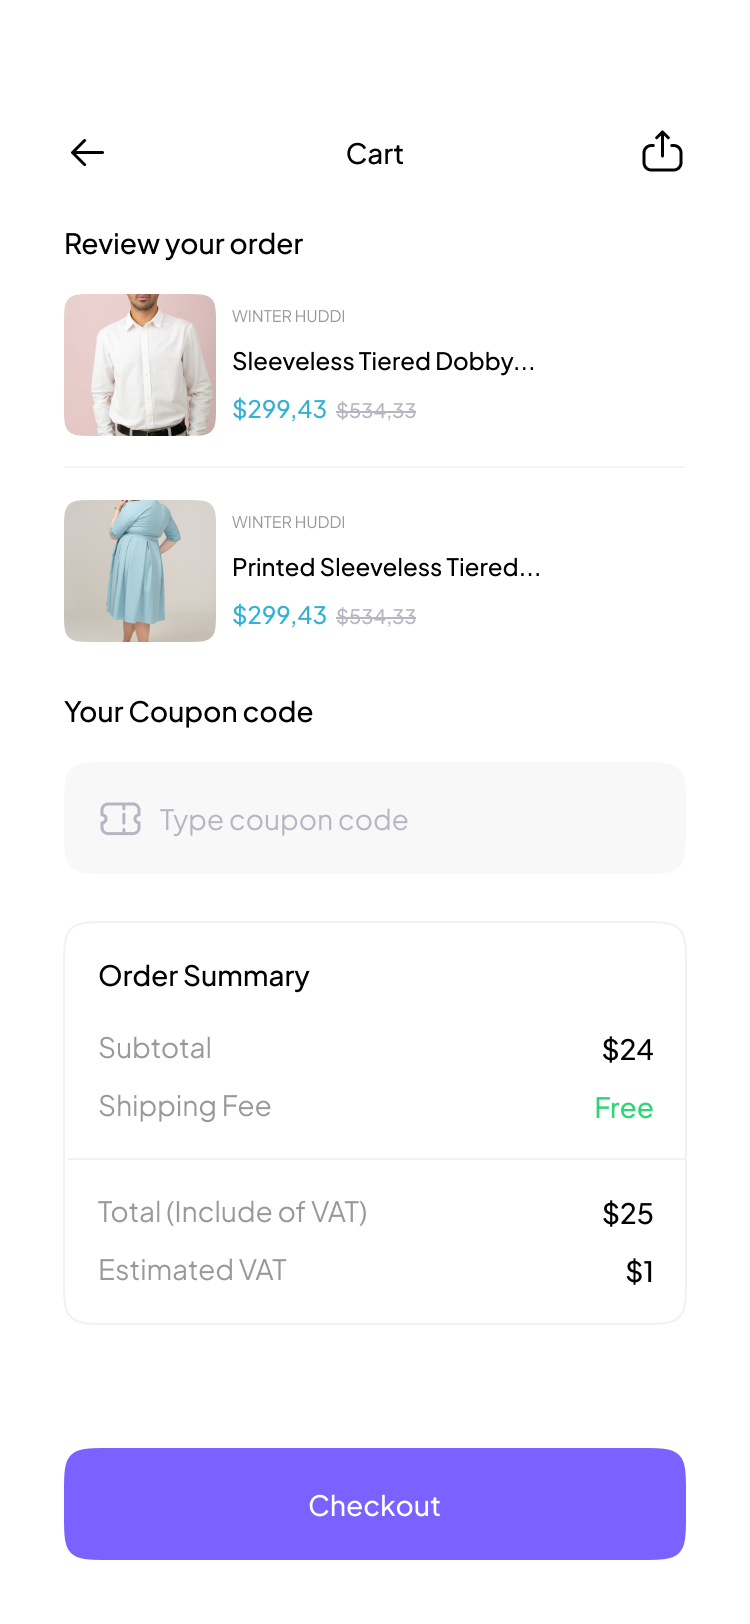 Cart
Review your order
WINTER HUDDI
Sleeveless Tiered Dobby...
$299,43 $534,33
WINTER HUDDI
Printed Sleeveless Tiered...
$299,43 $534,33
Your Coupon code
Type coupon code
Order Summary
Subtotal $24
Shipping Fee Free
Total (Include of VAT) $25
Estimated VAT $1
Checkout